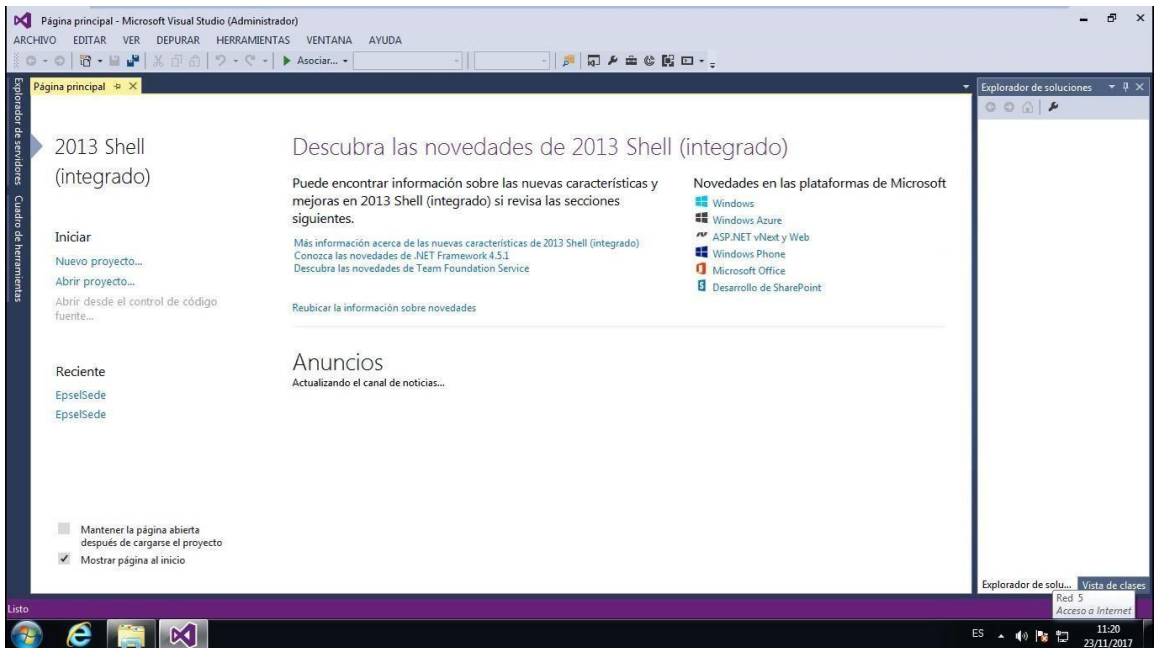 Página principal - Microsoft Visual Studio (Administrador)
ARCHIVO EDITAR VER DEPURAR HERRAMIENTAS VENTANA AYUDA
Asociar...
Explorador de servidores
Cuadro de herramientas
Página principal
2013 Shell
(integrado)
Iniciar
Nuevo proyecto...
Abrir proyecto...
Abrir desde el control de código
fuente...
Reciente
EpselSede
EpselSede
Mantener la página abierta
después de cargarse el proyecto
Mostrar página al inicio
Descubra las novedades de 2013 Shell (integrado)
Puede encontrar información sobre las nuevas características y
mejoras en 2013 Shell (integrado) si revisa las secciones
siguientes.
Más información acerca de las nuevas características de 2013 Shell (integrado)
Conozca las novedades de .NET Framework 4.5.1
Descubra las novedades de Team Foundation Service
Reubicar la información sobre novedades
Novedades en las plataformas de Microsoft
Windows
Windows Azure
ASP.NET vNext y Web
Windows Phone
Microsoft Office
Desarrollo de SharePoint
Anuncios
Actualizando el canal de noticias...
Explorador de soluciones
Explorador de solu... Vista de clases
Red 5
Acceso a Internet
Listo
ES
11:20
23/11/2017